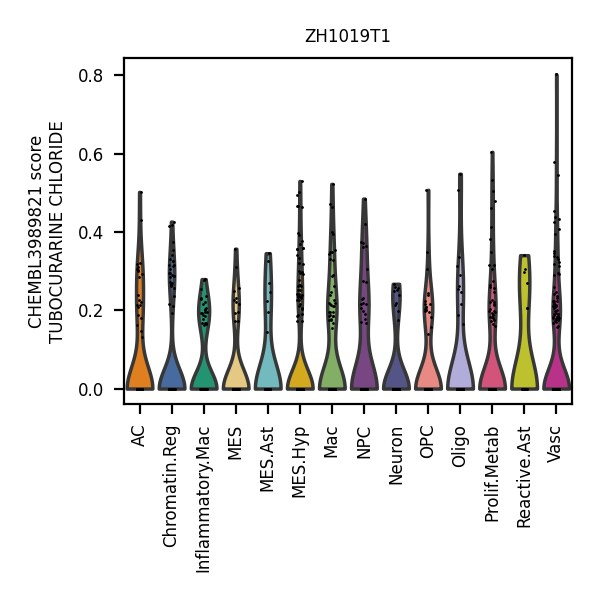 ZH1019T1
CHEMBL3989821 score
TUBOCURARINE CHLORIDE
0.8
0.6
0.4
0.2
0.0
AC
Chromatin.Reg
Inflammatory.Mac
MES
MES.Ast
MES.Hyp
Mac
NPC
Neuron
OPC
Oligo
Prolif.Metab
Reactive.Ast
Vasc